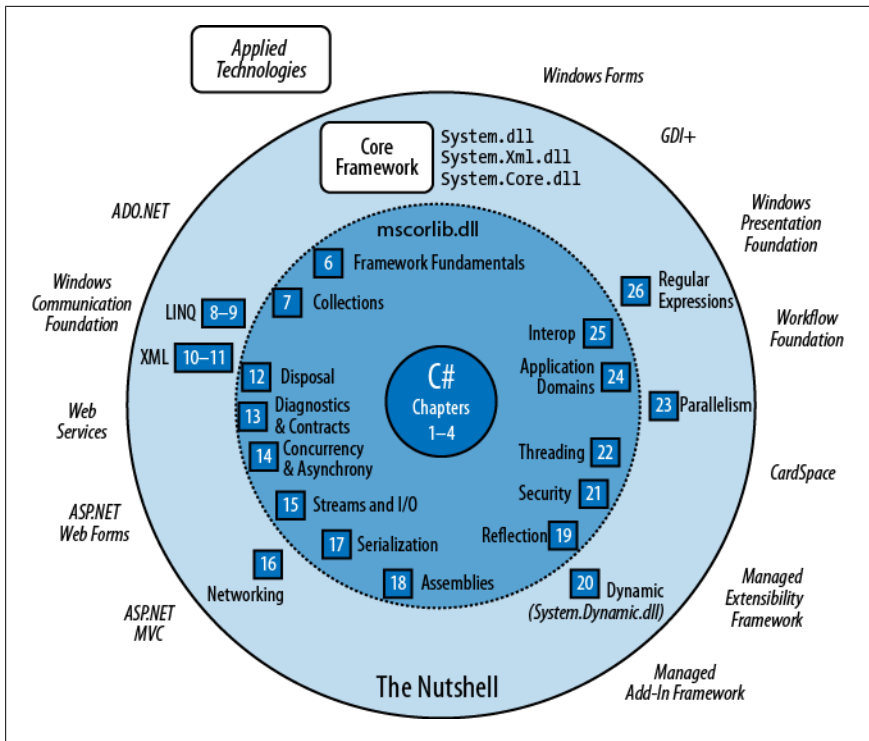 Applied
Technologies
Windows Forms
GDI+
Core
Framework
System.dll
System.Xml.dll
System.Core.dll
ADO.NET
Windows
Presentation
Foundation
mscorlib.dll
6 Framework Fundamentals
7 Collections
26 Regular
Expressions
Windows
Communication
Foundation
LINQ 8–9
Workflow
Foundation
Interop 25
XML 10–11
12 Disposal
Application
Domains 24
C#
Chapters
1–4
13 Diagnostics
& Contracts
23 Parallelism
Web
Services
14 Concurrency
& Asynchrony
Threading 22
CardSpace
15 Streams and I/O
Security 21
ASP.NET
Web Forms
17 Serialization
Reflection 19
16
Networking
18 Assemblies
20 Dynamic
(System.Dynamic.dll)
Managed
Extensibility
Framework
ASP.NET
MVC
The Nutshell
Managed
Add-In Framework